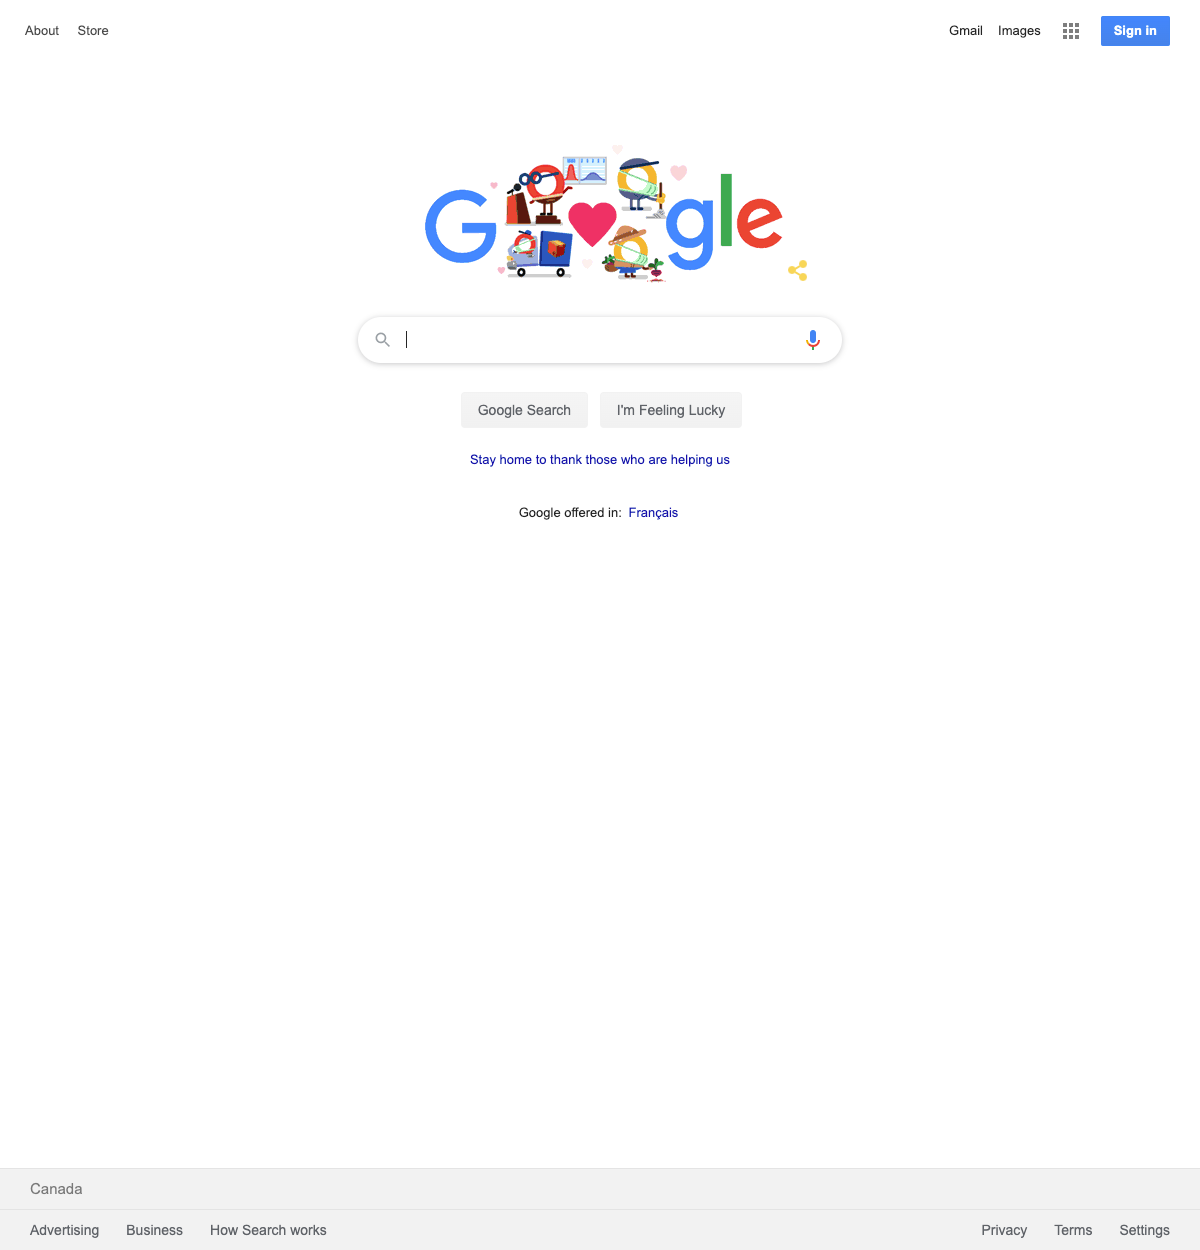 About Store
Gmail Images Sign in
G gle
Google Search I'm Feeling Lucky
Stay home to thank those who are helping us
Google offered in: Français
Canada
Advertising Business How Search works
Privacy Terms Settings